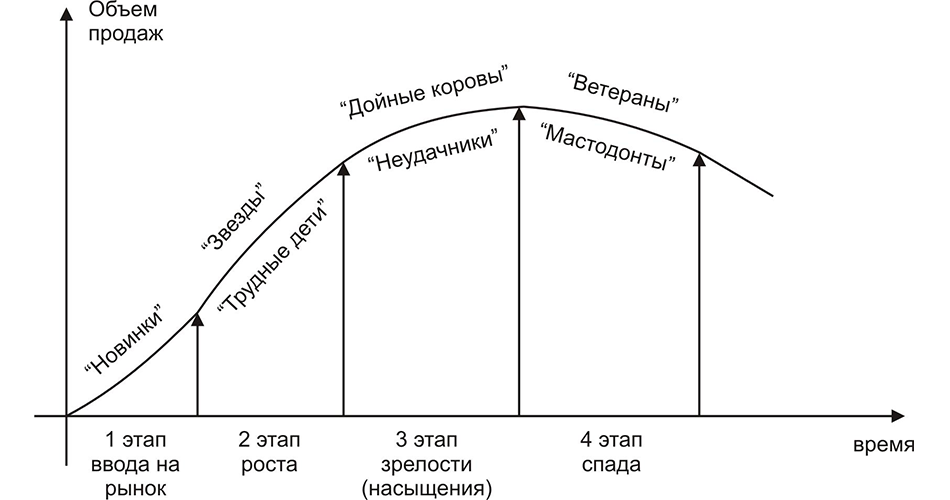 Объем
продаж
“Дойные коровы”
“Ветераны”
“Неудачники”
“Мастодонты”
“Звезды”
“Трудные дети”
“Новинки”
1 этап
ввода на
рынок
2 этап
роста
3 этап
зрелости
(насыщения)
4 этап
спада
время